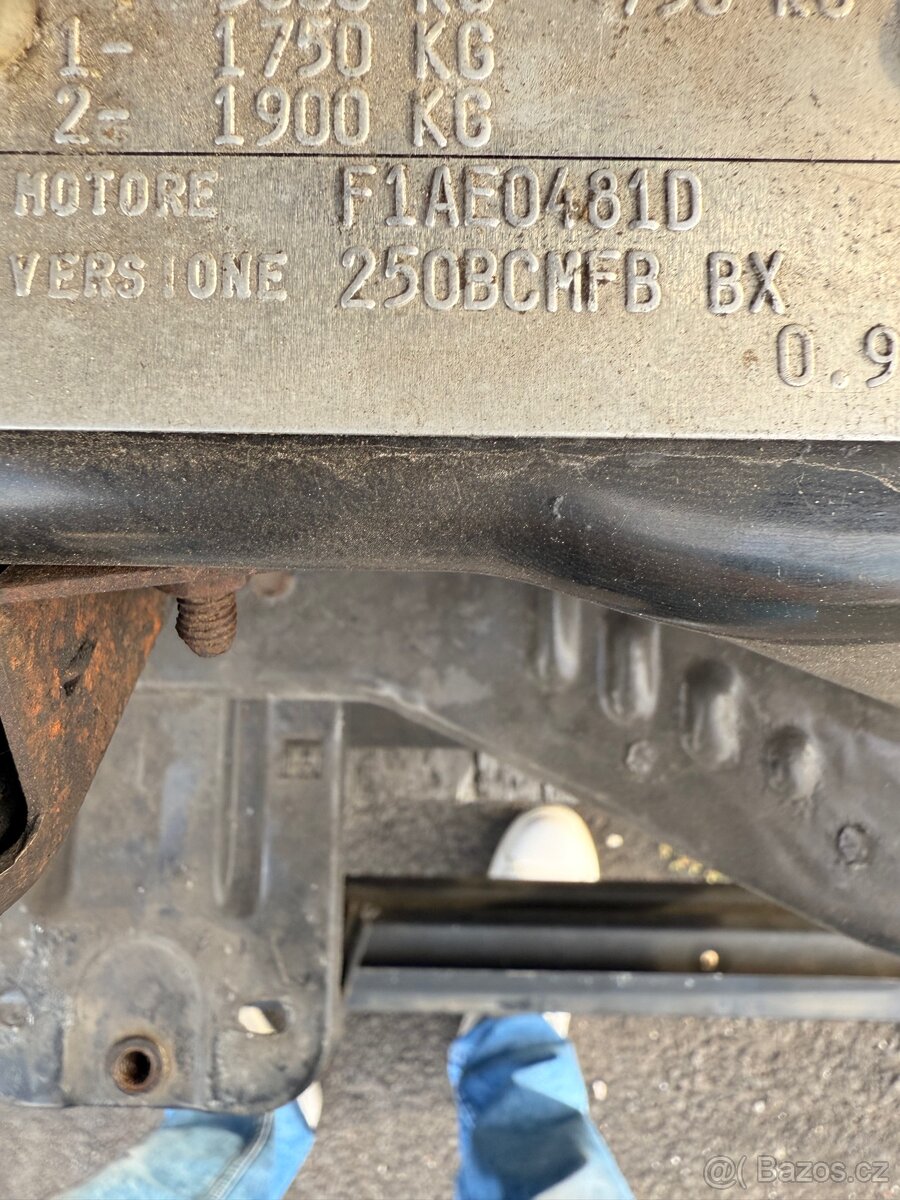 1- 1750 KG
2- 1900 KG
MOTORE F1AE0481D
VERSIONE 250BCMFB BX
0.9
@( Bazos.cz